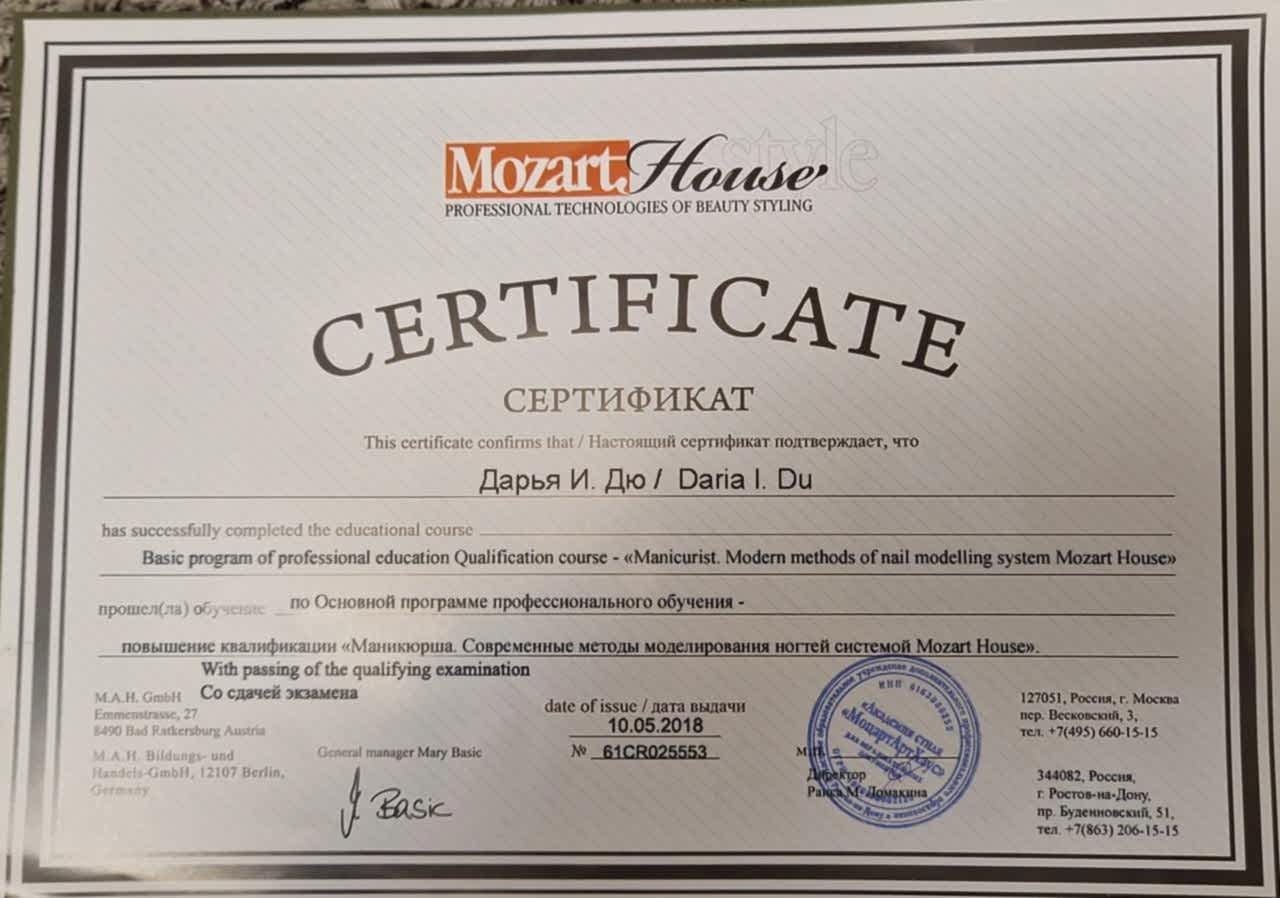 Mozart House style
PROFESSIONAL TECHNOLOGIES OF BEAUTY STYLING
CERTIFICATE
СЕРТИФИКАТ
This certificate confirms that / Настоящий сертификат подтверждает, что
Дарья И. Дю / Daria I. Du
has successfully completed the educational course
Basic program of professional education Qualification course - «Manicurist. Modern methods of nail modelling system Mozart House»
прошел(ла) обучение по Основной программе профессионального обучения -
повышение квалификации «Маникюрша. Современные методы моделирования ногтей системой Mozart House».
With passing of the qualifying examination
Со сдачей экзамена
M.A.H. GmbH
Emmenstrasse, 27
8490 Bad Ratkersburg Austria
M.A.H. Bildungs- und
Handels-GmbH, 12107 Berlin,
Germany
General manager Mary Basic
Basic
date of issue / дата выдачи
10.05.2018
№ 61CR025553
«АКАДЕМИЯ СТИЛЯ
«МоцартАртХаус»
М.П.
Директор
Раиса М. Ломакина
127051, Россия, г. Москва
пер. Весковский, 3,
тел. +7(495) 660-15-15
344082, Россия,
г. Ростов-на-Дону,
пр. Буденновский, 51,
тел. +7(863) 206-15-15